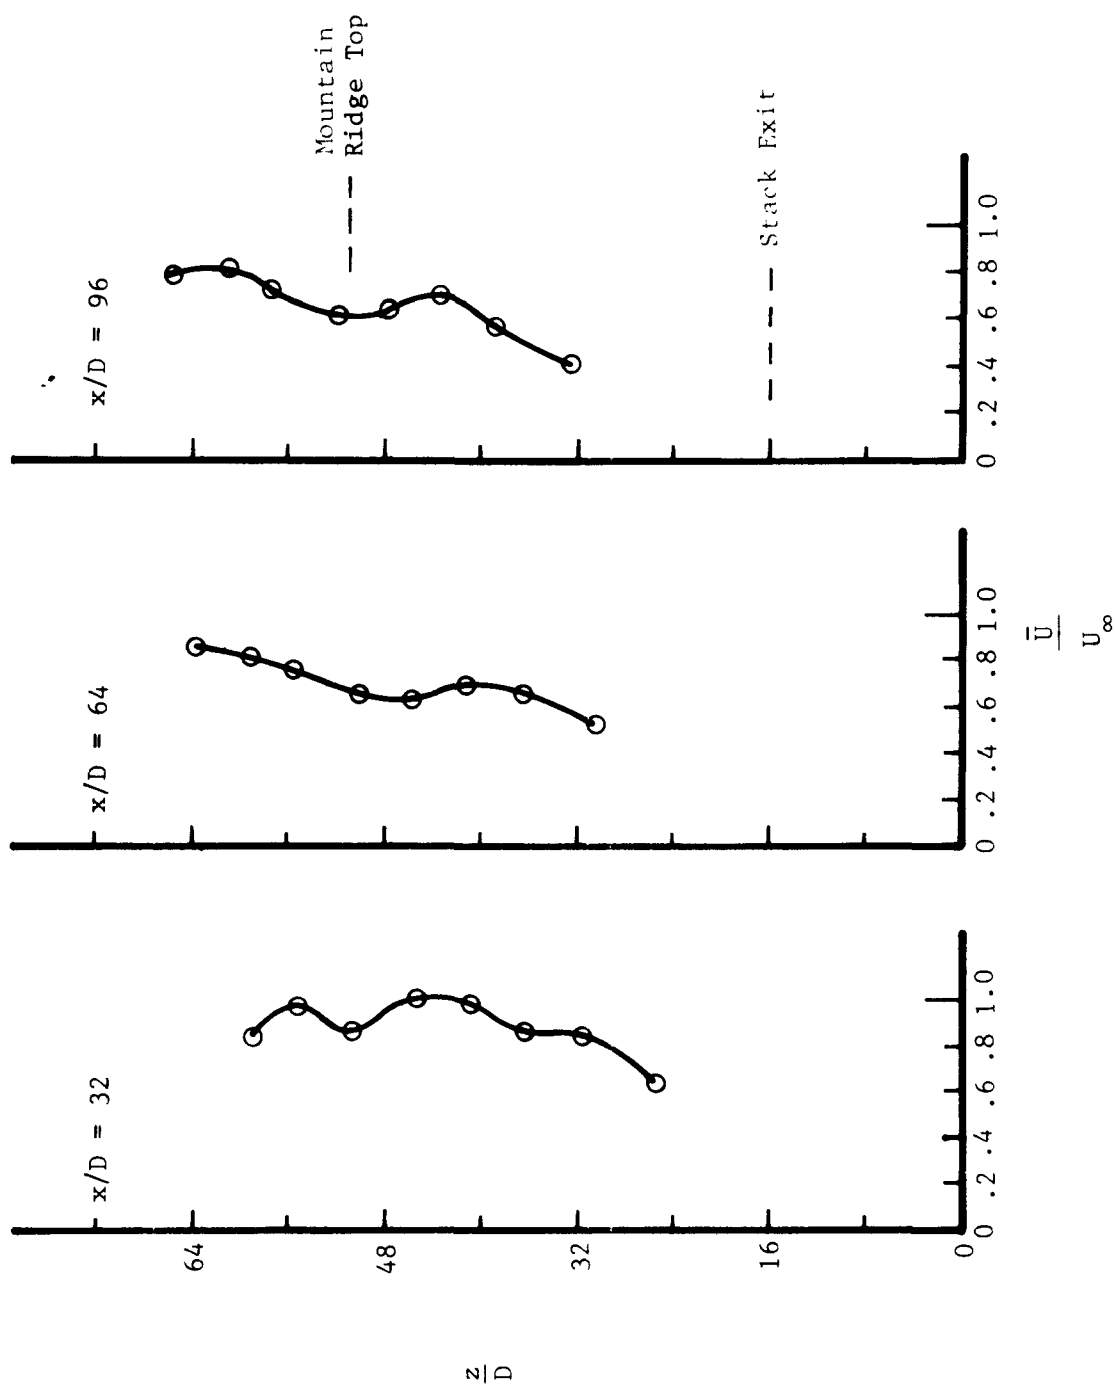 x/D = 32
x/D = 64
x/D = 96
Mountain
Ridge Top
Stack Exit
z
D
64
48
32
16
0
0 .2 .4 .6 .8 1.0
0 .2 .4 .6 .8 1.0
0 .2 .4 .6 .8 1.0
Ū
U∞